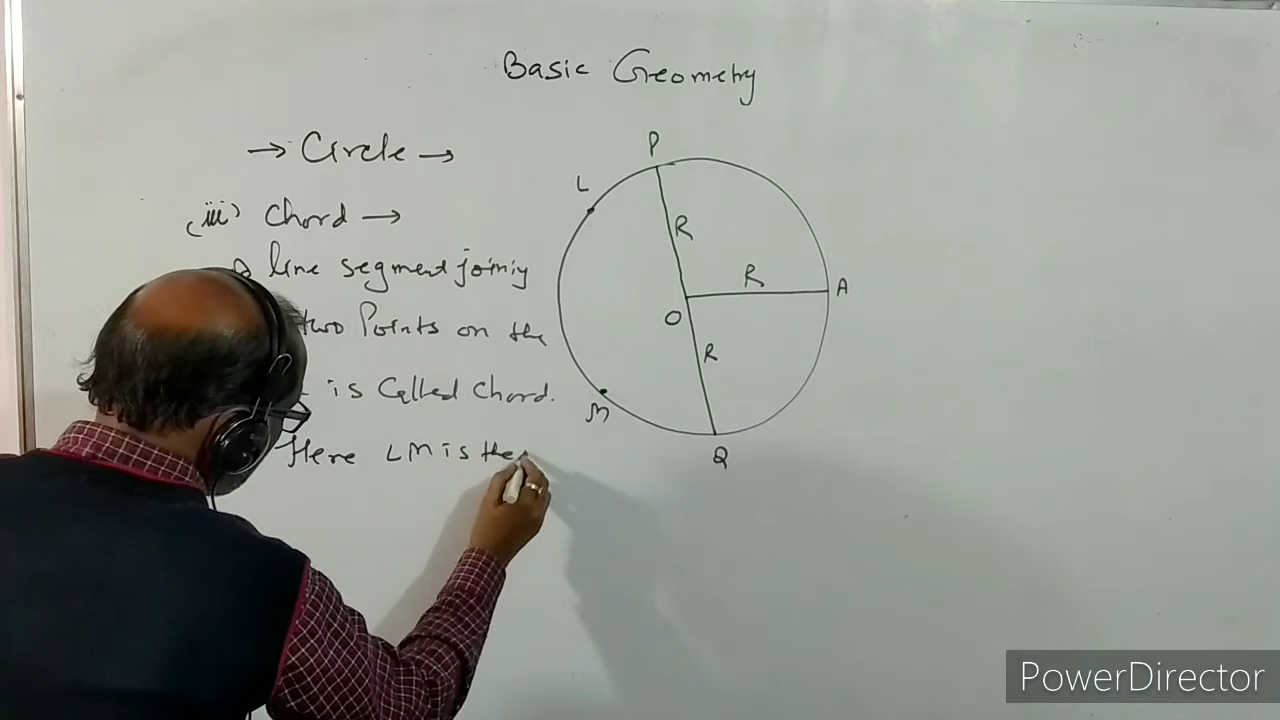 Basic Geometry
→ Circle →
(iii) Chord →
A line segment joining
two Points on the
is Called Chord.
Here LM is the
P
L
R
R
A
O
R
M
Q
PowerDirector